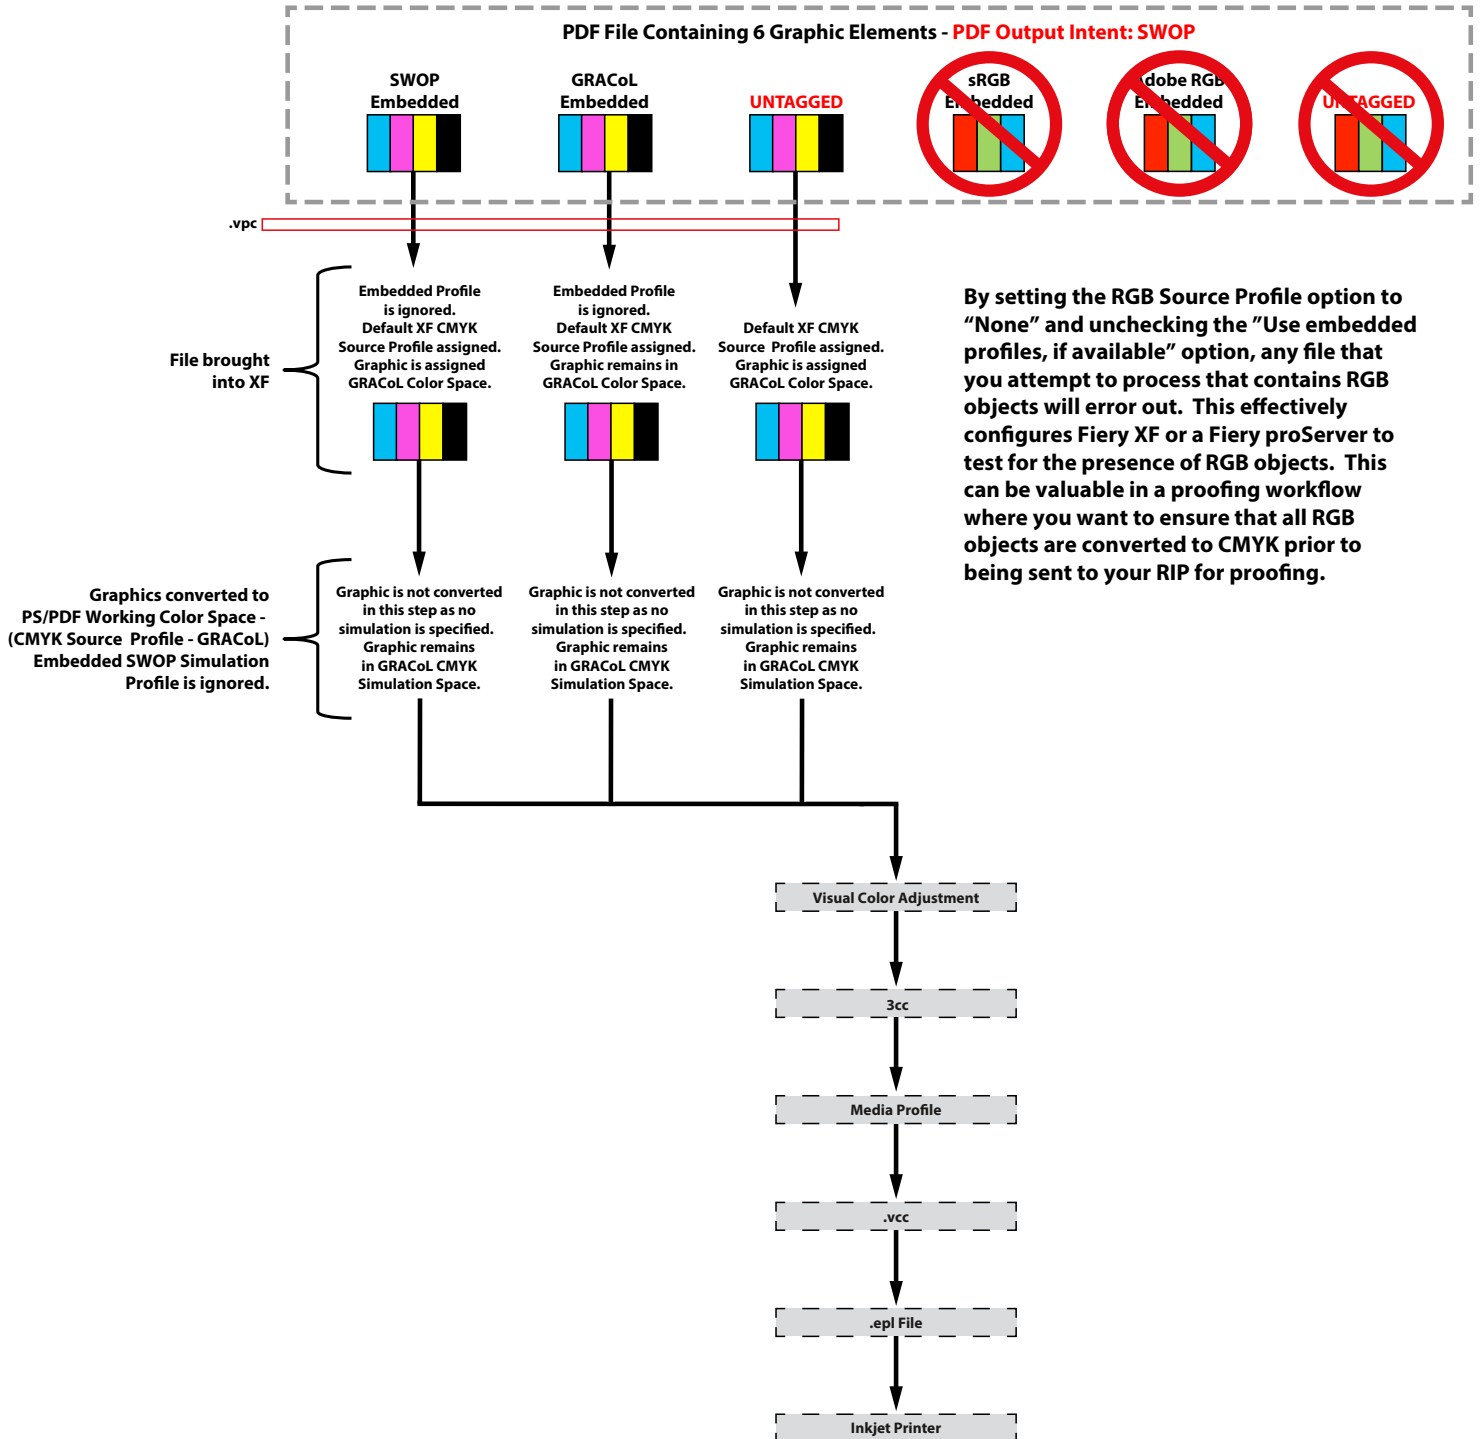 PDF File Containing 6 Graphic Elements - PDF Output Intent: SWOP
SWOP
Embedded
GRACoL
Embedded
UNTAGGED
sRGB
Embedded
Adobe RGB
Embedded
UNTAGGED
.vpc
File brought
into XF
Embedded Profile
is ignored.
Default XF CMYK
Source Profile assigned.
Graphic is assigned
GRACoL Color Space.
Embedded Profile
is ignored.
Default XF CMYK
Source Profile assigned.
Graphic remains in
GRACoL Color Space.
Default XF CMYK
Source Profile assigned.
Graphic is assigned
GRACoL Color Space.
By setting the RGB Source Profile option to
“None” and unchecking the ”Use embedded
profiles, if available” option, any file that
you attempt to process that contains RGB
objects will error out. This effectively
configures Fiery XF or a Fiery proServer to
test for the presence of RGB objects. This
can be valuable in a proofing workflow
where you want to ensure that all RGB
objects are converted to CMYK prior to
being sent to your RIP for proofing.
Graphics converted to
PS/PDF Working Color Space -
(CMYK Source Profile - GRACoL)
Embedded SWOP Simulation
Profile is ignored.
Graphic is not converted
in this step as no
simulation is specified.
Graphic remains
in GRACoL CMYK
Simulation Space.
Graphic is not converted
in this step as no
simulation is specified.
Graphic remains
in GRACoL CMYK
Simulation Space.
Graphic is not converted
in this step as no
simulation is specified.
Graphic remains
in GRACoL CMYK
Simulation Space.
Visual Color Adjustment
3cc
Media Profile
.vcc
.epl File
Inkjet Printer